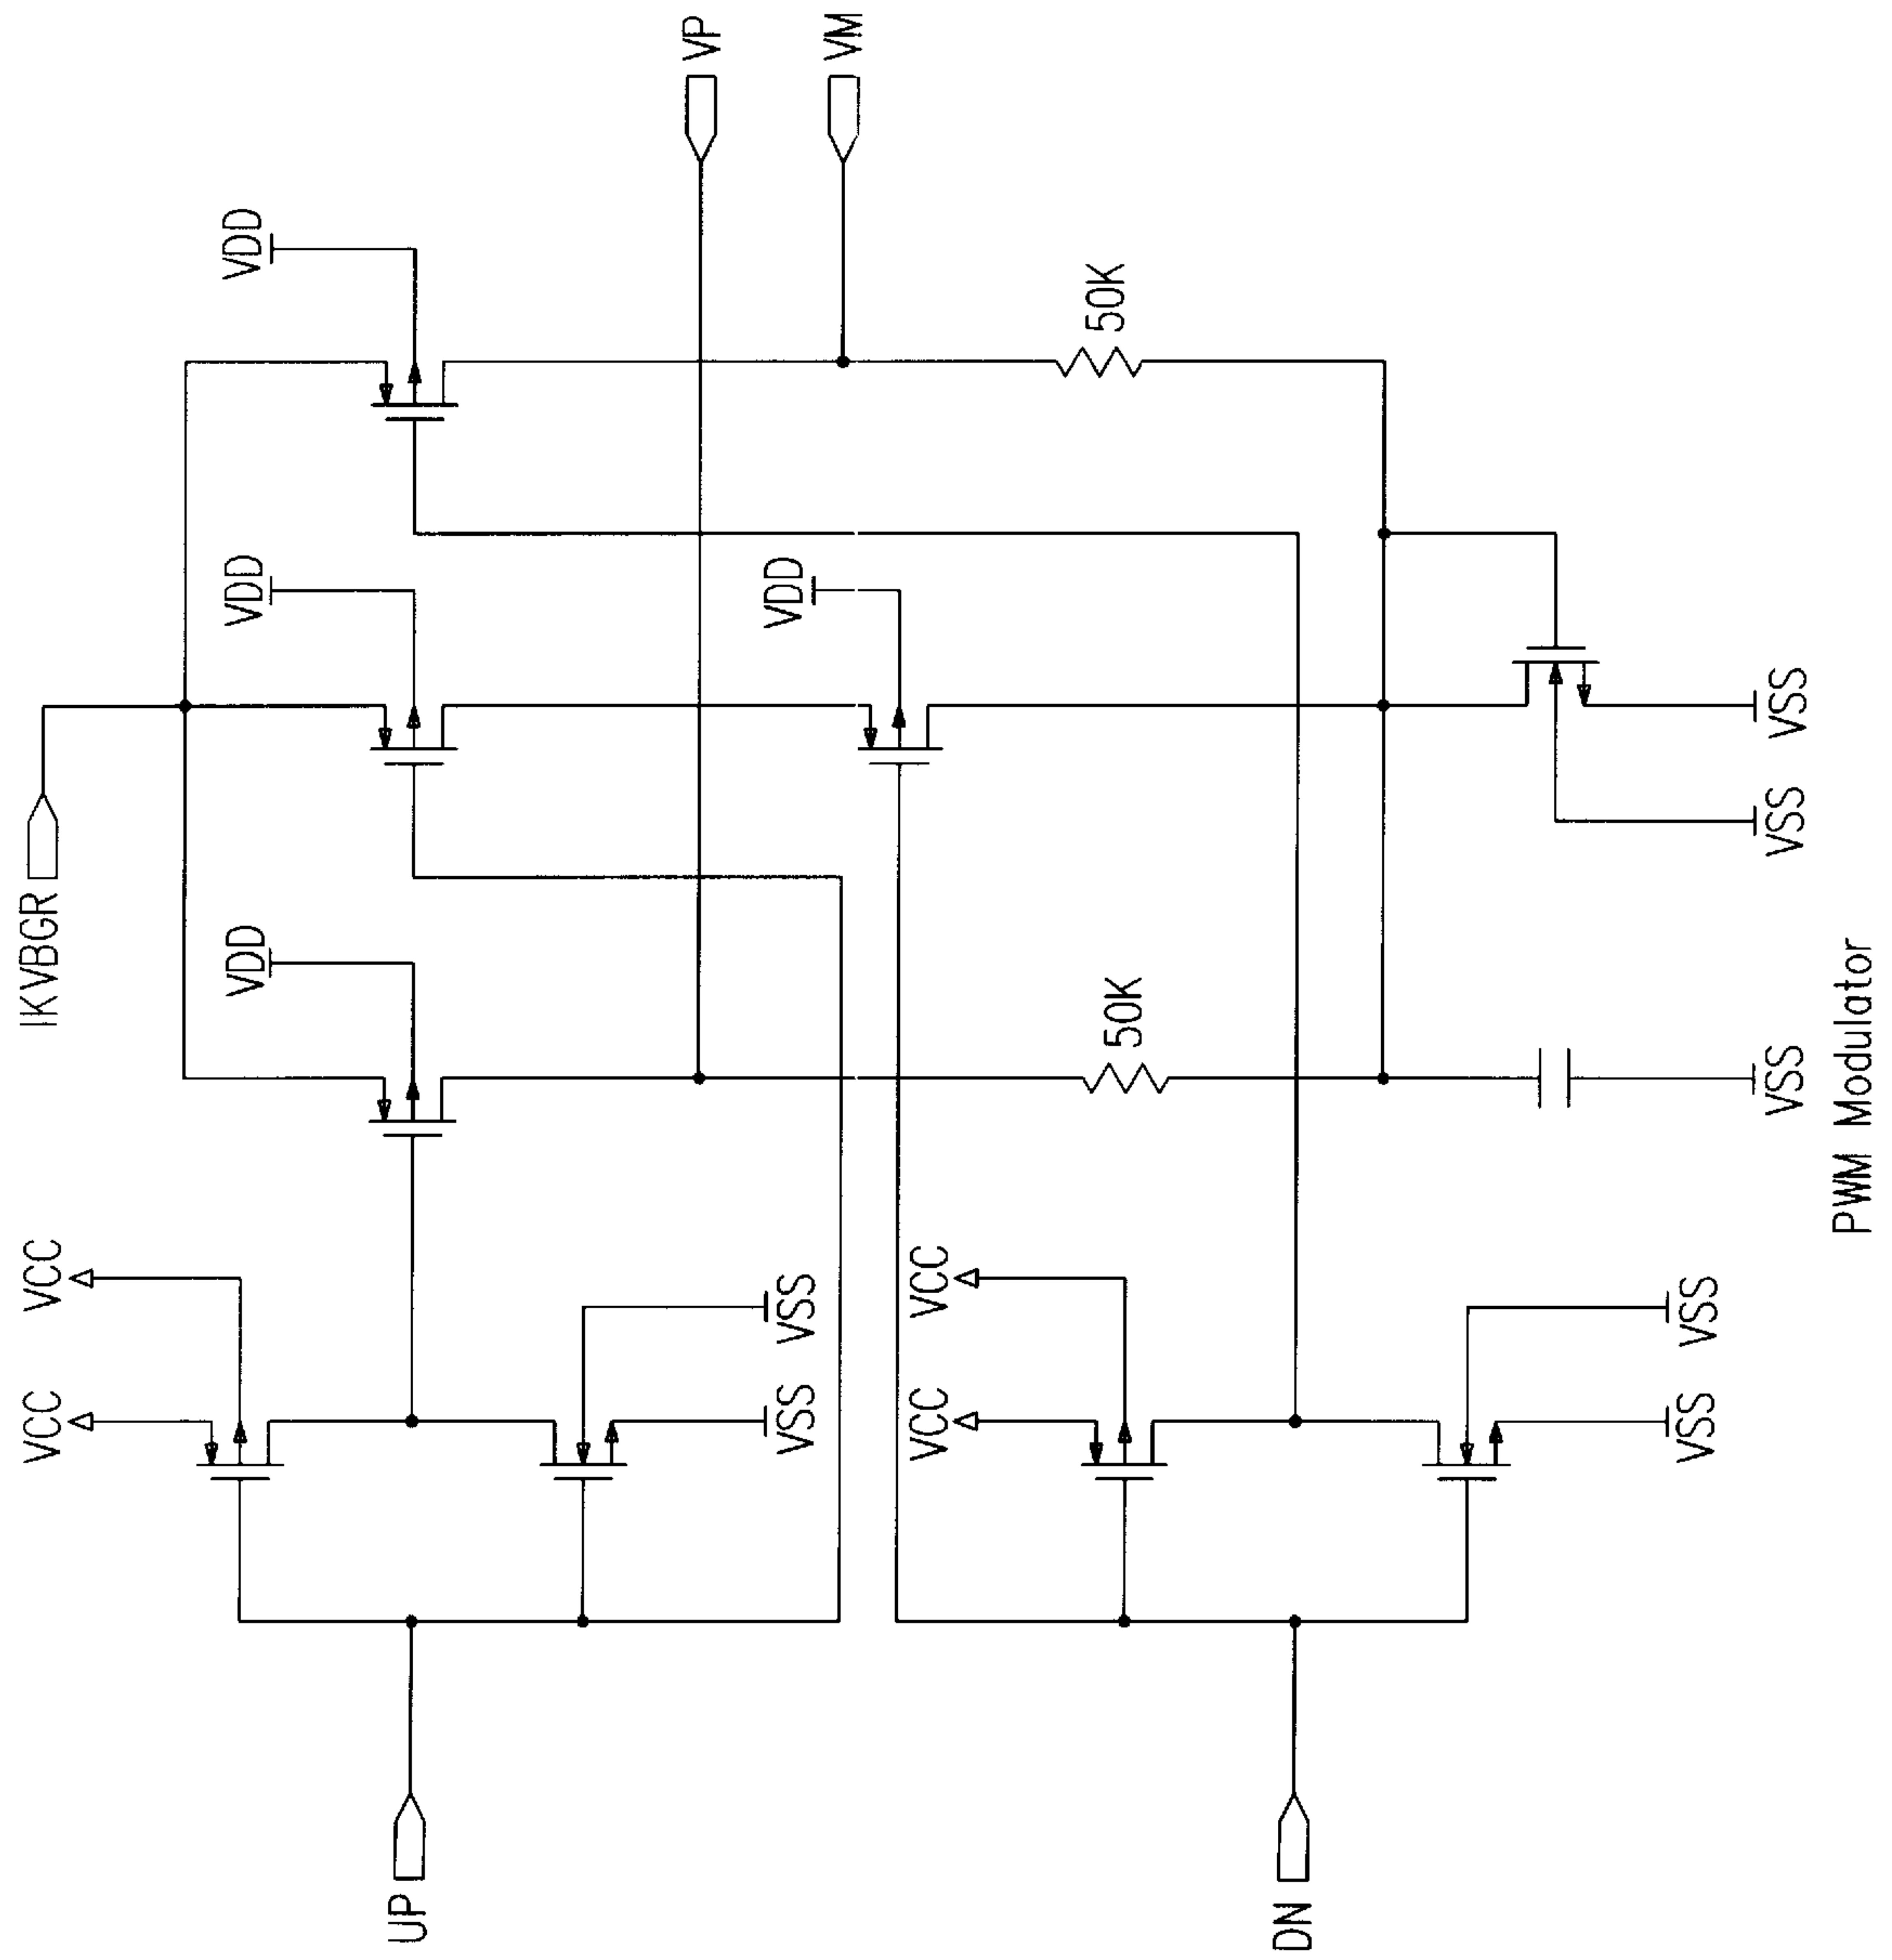 VCC
VCC
IKVBGR
VDD
VDD
VDD
UP
VP
VSS
VSS
VDD
VM
VCC
VCC
50K
50K
DN
VSS
VSS
VSS
VSS
VSS
PWM Modulator